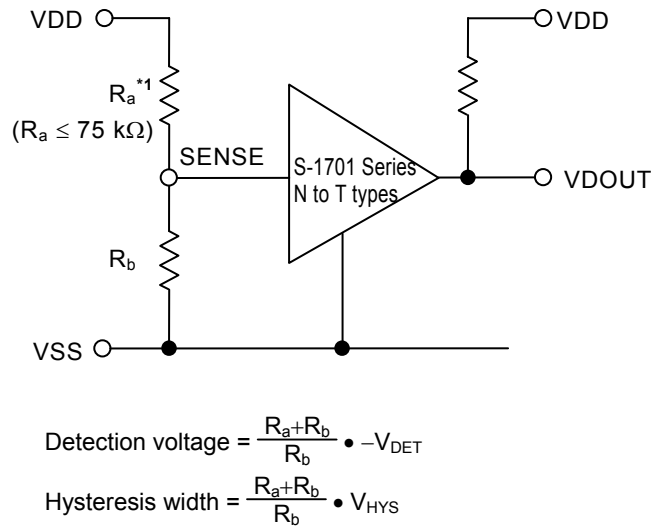 VDD
VDD
Ra*1
(Ra ≤ 75 kΩ)
SENSE
S-1701 Series
N to T types
VDOUT
Rb
VSS
Detection voltage = Ra+Rb / Rb • −VDET
Hysteresis width = Ra+Rb / Rb • VHYS